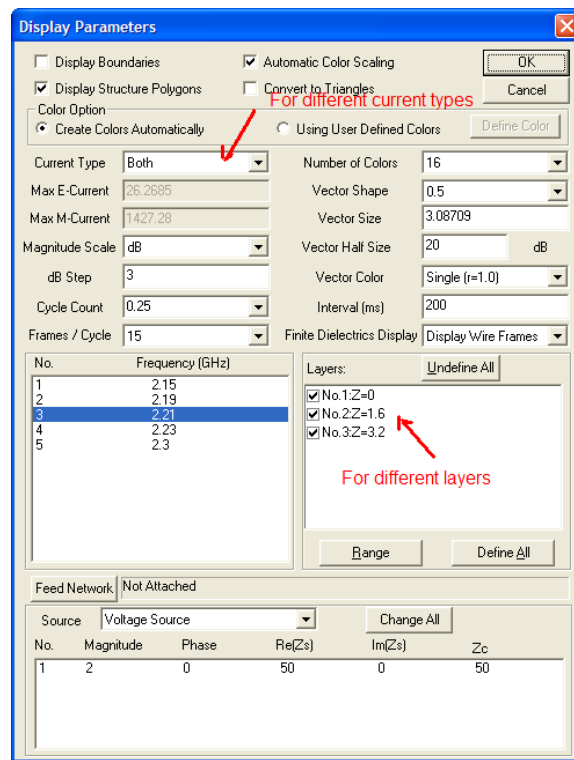 Display Parameters
Display Boundaries
Automatic Color Scaling
OK
Display Structure Polygons
Convert to Triangles
Cancel
For different current types
Color Option
Create Colors Automatically
Using User Defined Colors
Define Color
Current Type Both
Number of Colors 16
Max E-Current 26.2685
Vector Shape 0.5
Max M-Current 1427.28
Vector Size 3.08709
Magnitude Scale dB
Vector Half Size 20 dB
dB Step 3
Vector Color Single (r=1.0)
Cycle Count 0.25
Interval (ms) 200
Frames / Cycle 15
Finite Dielectrics Display Display Wire Frames
No. Frequency (GHz)
1 2.15
2 2.19
3 2.21
4 2.23
5 2.3
Layers: Undefine All
No.1:Z=0
No.2:Z=1.6
No.3:Z=3.2
For different layers
Range Define All
Feed Network Not Attached
Source Voltage Source Change All
No. Magnitude Phase Re(Zs) Im(Zs) Zc
1 2 0 50 0 50